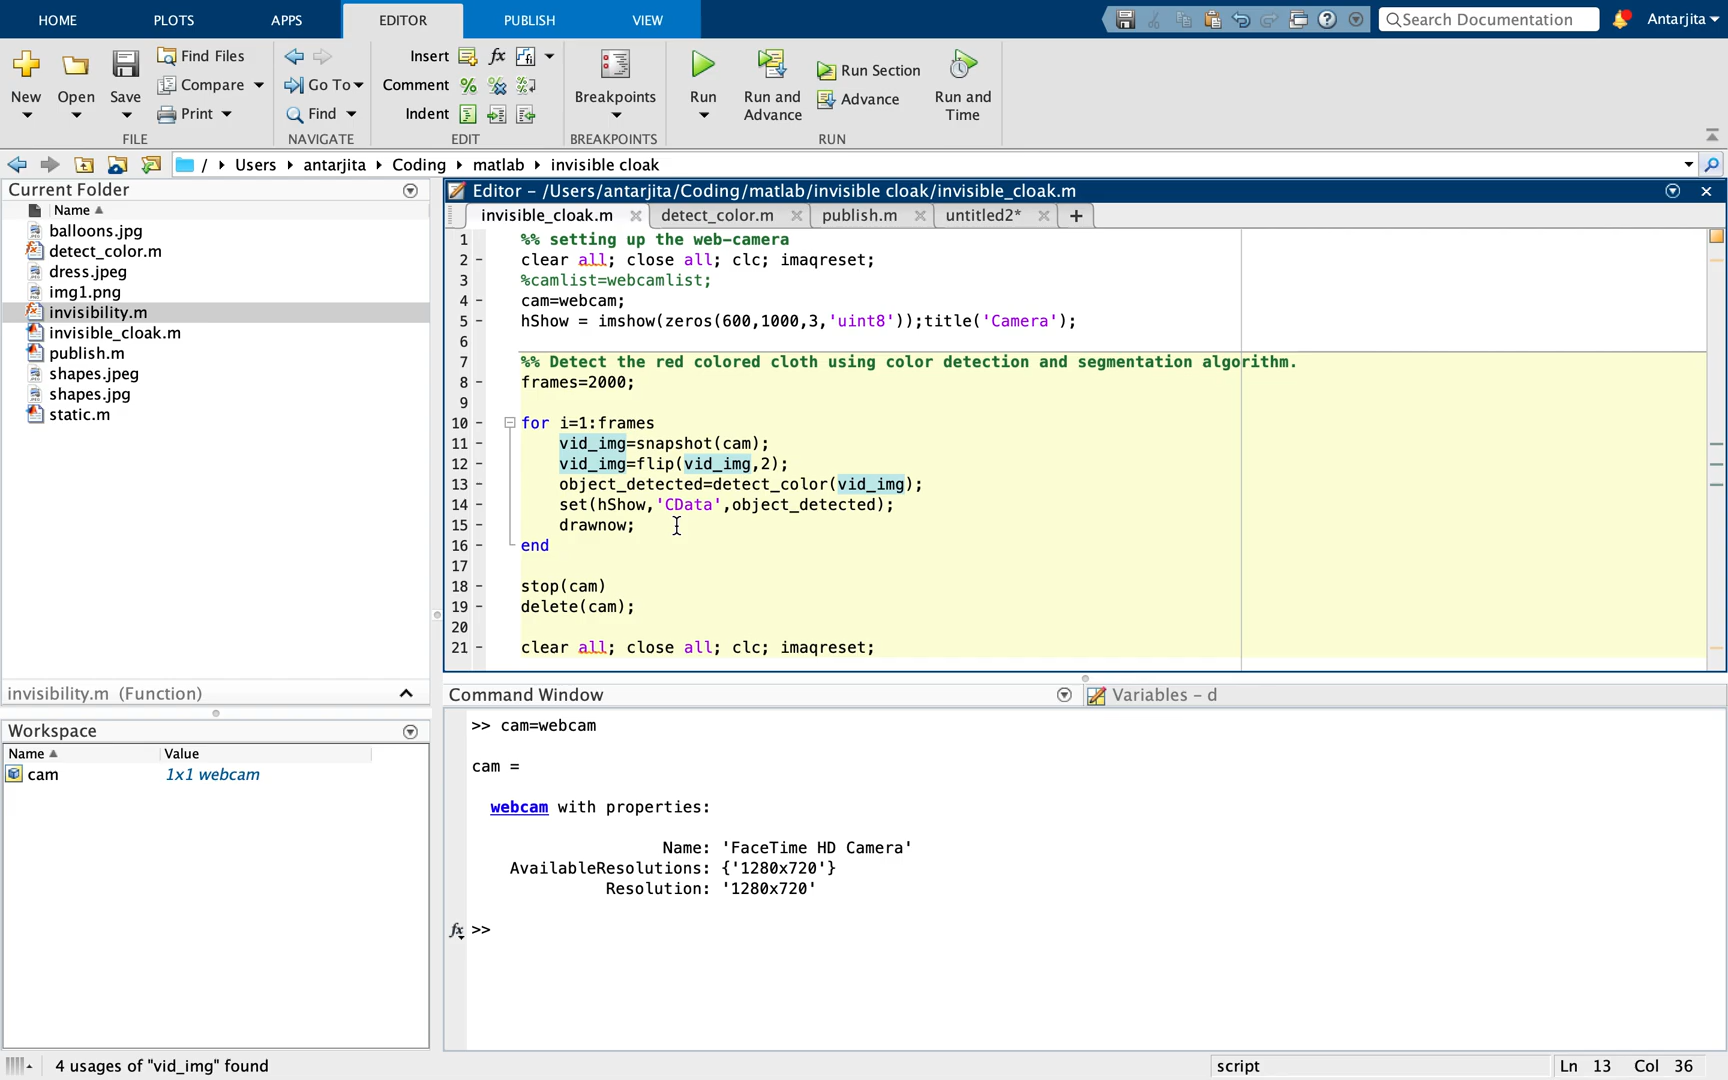 HOME PLOTS APPS EDITOR PUBLISH VIEW Search Documentation Antarjita
New Open Save Find Files Compare Print FILE
Go To Find NAVIGATE
Insert fx Comment Indent EDIT
Breakpoints BREAKPOINTS
Run Run and Advance Run Section Advance Run and Time RUN
/ Users antarjita Coding matlab invisible cloak
Current Folder
Name
balloons.jpg
detect_color.m
dress.jpeg
img1.png
invisibility.m
invisible_cloak.m
publish.m
shapes.jpeg
shapes.jpg
static.m
invisibility.m (Function)
Workspace
Name Value
cam 1x1 webcam
Editor - /Users/antarjita/Coding/matlab/invisible cloak/invisible_cloak.m
invisible_cloak.m detect_color.m publish.m untitled2*
1 %% setting up the web-camera
2 - clear all; close all; clc; imaqreset;
3 %camlist=webcamlist;
4 - cam=webcam;
5 - hShow = imshow(zeros(600,1000,3,'uint8'));title('Camera');
6
7 %% Detect the red colored cloth using color detection and segmentation algorithm.
8 - frames=2000;
9
10 - for i=1:frames
11 - vid_img=snapshot(cam);
12 - vid_img=flip(vid_img,2);
13 - object_detected=detect_color(vid_img);
14 - set(hShow,'CData',object_detected);
15 - drawnow;
16 - end
17
18 - stop(cam)
19 - delete(cam);
20
21 - clear all; close all; clc; imaqreset;
Command Window Variables - d
>> cam=webcam
cam =
webcam with properties:
Name: 'FaceTime HD Camera'
AvailableResolutions: {'1280x720'}
Resolution: '1280x720'
fx >>
4 usages of "vid_img" found script Ln 13 Col 36